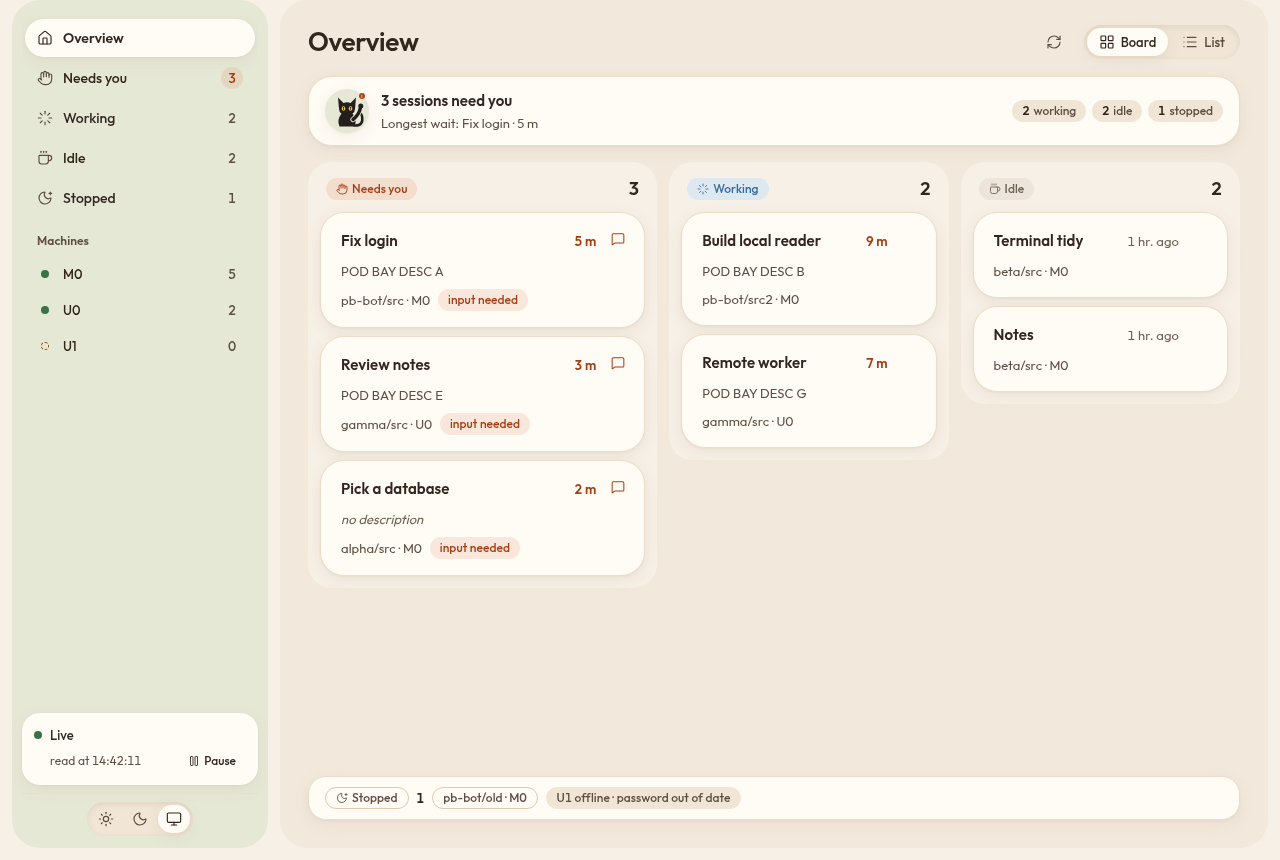 Overview
Needs you 3
Working 2
Idle 2
Stopped 1
Machines
M0 5
U0 2
U1 0
Live
read at 14:42:11 Pause
Overview
Board List
3 sessions need you
Longest wait: Fix login · 5 m
2 working 2 idle 1 stopped
Needs you 3
Fix login 5 m
POD BAY DESC A
pb-bot/src · M0 input needed
Review notes 3 m
POD BAY DESC E
gamma/src · U0 input needed
Pick a database 2 m
no description
alpha/src · M0 input needed
Working 2
Build local reader 9 m
POD BAY DESC B
pb-bot/src2 · M0
Remote worker 7 m
POD BAY DESC G
gamma/src · U0
Idle 2
Terminal tidy 1 hr. ago
beta/src · M0
Notes 1 hr. ago
beta/src · M0
Stopped 1 pb-bot/old · M0 U1 offline · password out of date